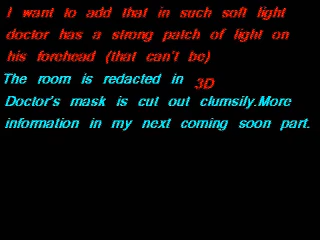 I want to add that in such soft light
doctor has a strong patch of light on
his forehead (that can't be)
The room is redacted in 3D
Doctor's mask is cut out clumsily.More
information in my next coming soon part.